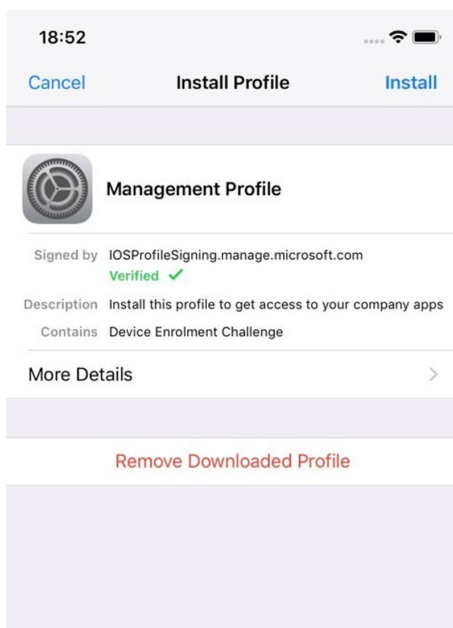 18:52
Cancel Install Profile Install
Management Profile
Signed by IOSProfileSigning.manage.microsoft.com
Verified ✓
Description Install this profile to get access to your company apps
Contains Device Enrolment Challenge
More Details
Remove Downloaded Profile